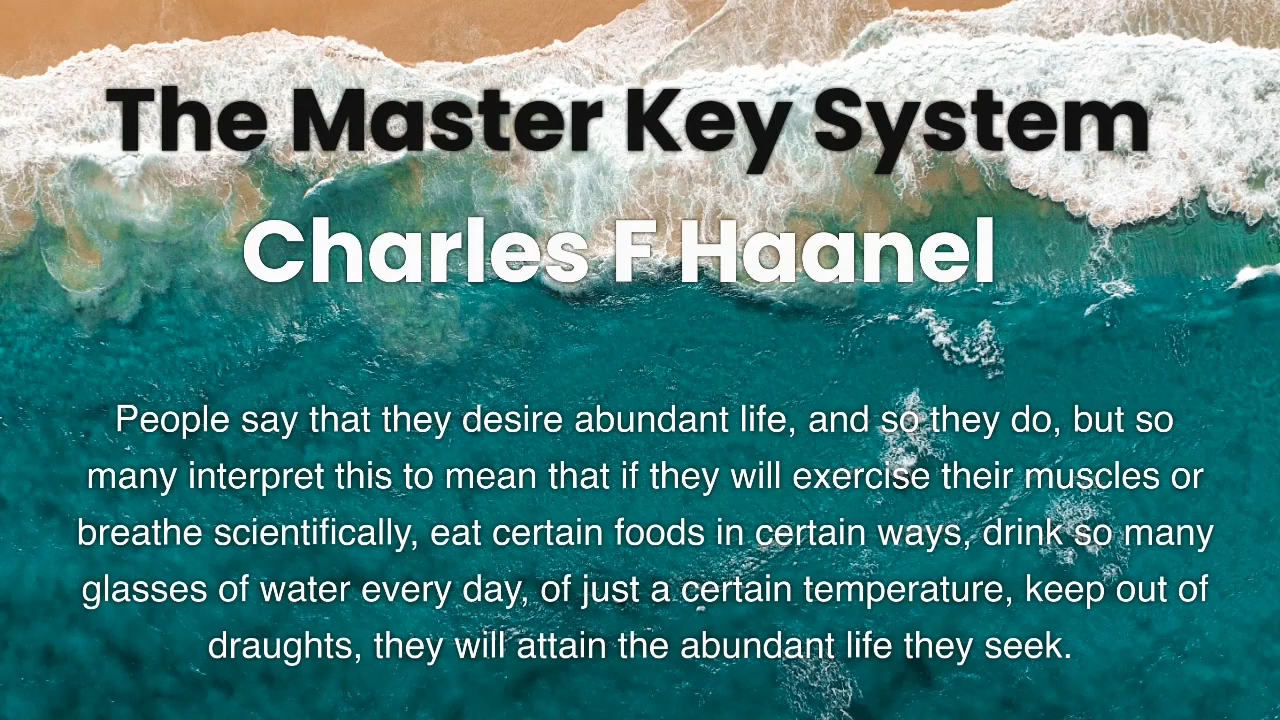 The Master Key System
Charles F Haanel
People say that they desire abundant life, and so they do, but so
many interpret this to mean that if they will exercise their muscles or
breathe scientifically, eat certain foods in certain ways, drink so many
glasses of water every day, of just a certain temperature, keep out of
draughts, they will attain the abundant life they seek.